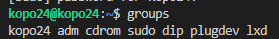 kopo24@kopo24:~$ groups
kopo24 adm cdrom sudo dip plugdev lxd